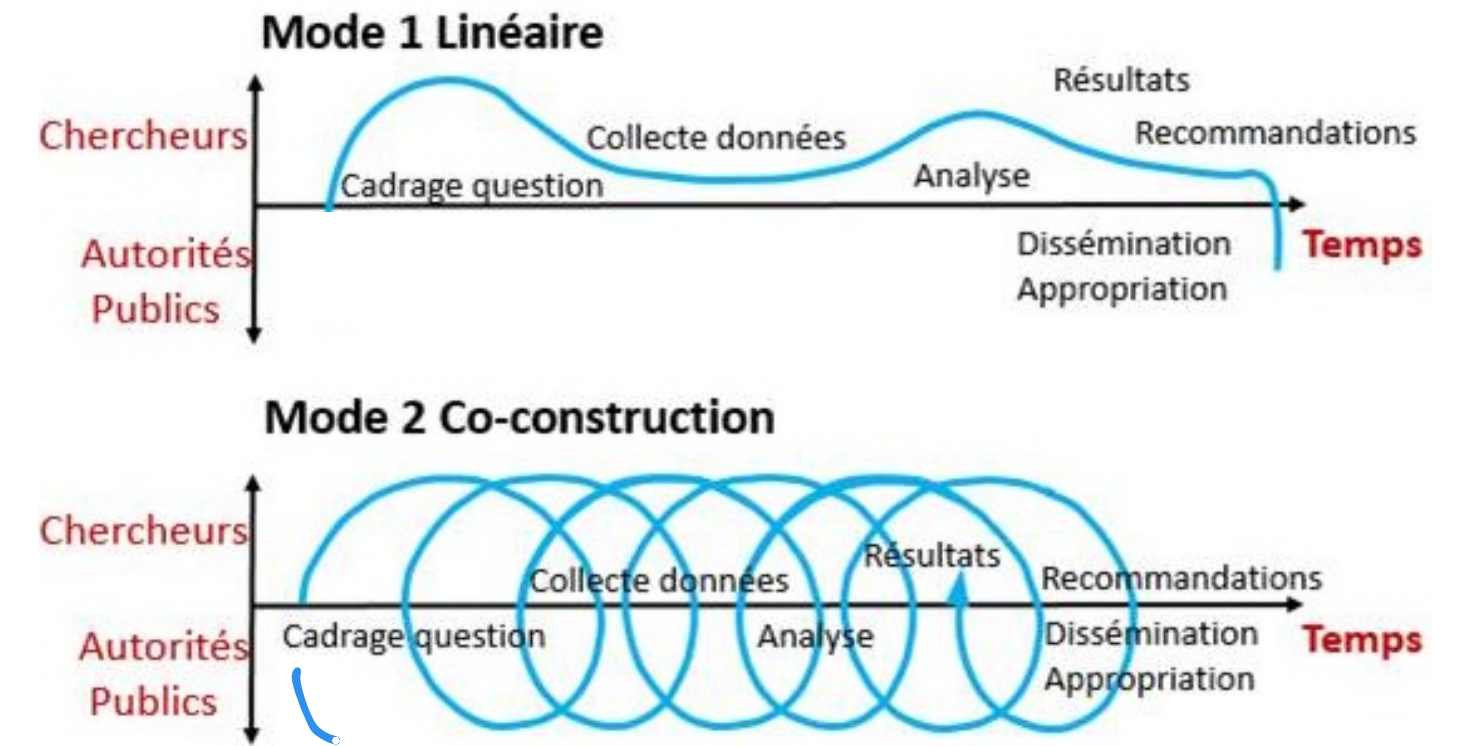 Mode 1 Linéaire
Résultats
Chercheurs
Collecte données
Recommandations
Cadrage question
Analyse
Autorités
Publics
Dissémination
Appropriation
Temps
Mode 2 Co-construction
Chercheurs
Résultats
Collecte données
Recommandations
Autorités
Publics
Cadrage question
Analyse
Dissémination
Appropriation
Temps